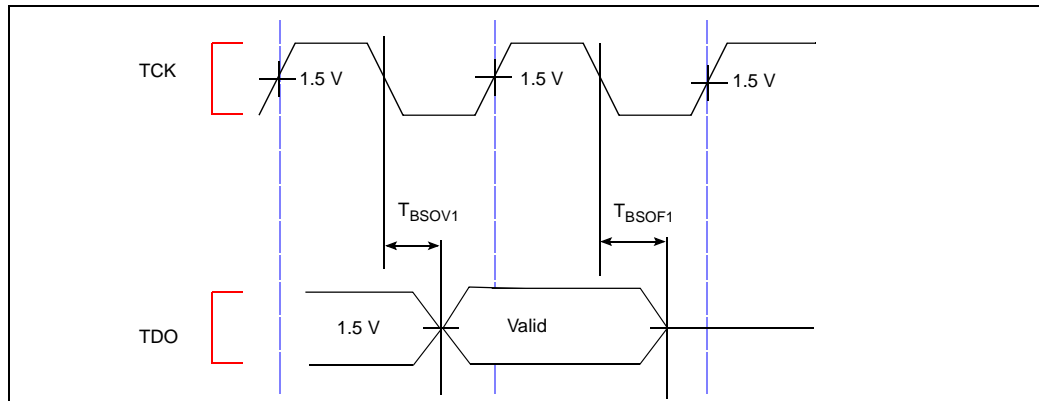 TCK
1.5 V
1.5 V
1.5 V
TBSOV1
TBSOF1
TDO
1.5 V
Valid